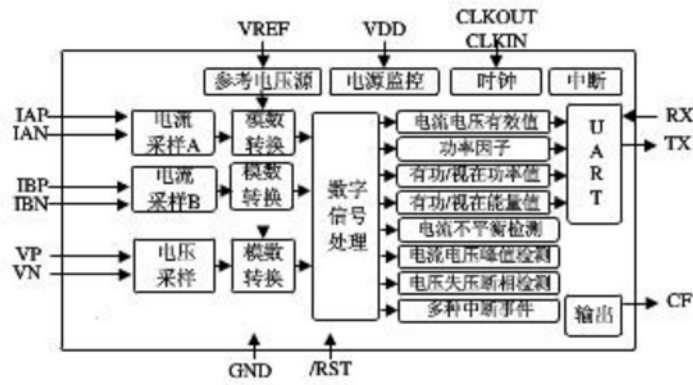 VREF
VDD
CLKOUT
CLKIN
参考电压源
电源监控
时钟
中断
IAP
IAN
电流
采样A
模数
转换
IBP
IBN
电流
采样B
模数
转换
VP
VN
电压
采样
模数
转换
数字
信号
处理
电流电压有效值
功率因子
有功/视在功率值
有功/视在能量值
电流不平衡检测
电流电压峰值检测
电压失压断相检测
多种中断事件
U
A
R
T
RX
TX
输出
CF
GND
/RST